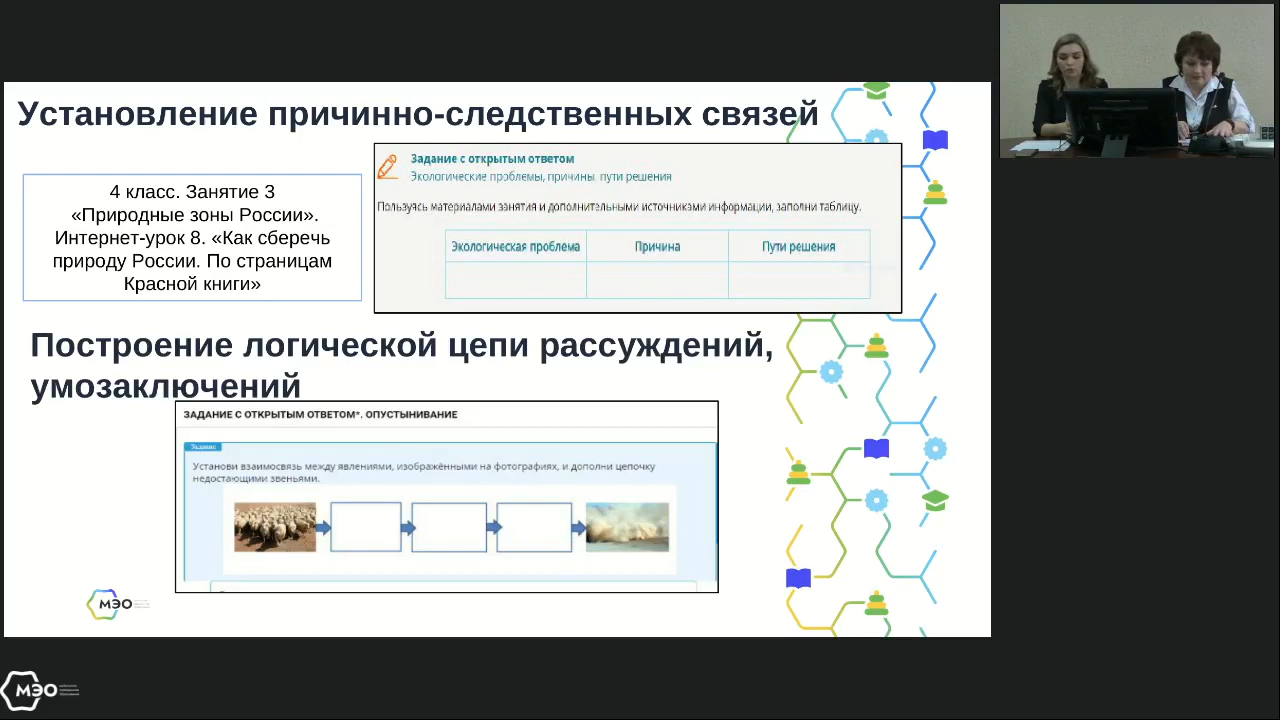 Установление причинно-следственных связей
4 класс. Занятие 3
«Природные зоны России».
Интернет-урок 8. «Как сберечь
природу России. По страницам
Красной книги»
Задание с открытым ответом
Экологические проблемы, причины, пути решения
Пользуясь материалами занятия и дополнительными источниками информации, заполни таблицу.
Экологическая проблема
Причина
Пути решения
Построение логической цепи рассуждений,
умозаключений
ЗАДАНИЕ С ОТКРЫТЫМ ОТВЕТОМ*. ОПУСТЫНИВАНИЕ
Задание
Установи взаимосвязь между явлениями, изображёнными на фотографиях, и дополни цепочку
недостающими звеньями.
МЭО
МЭО